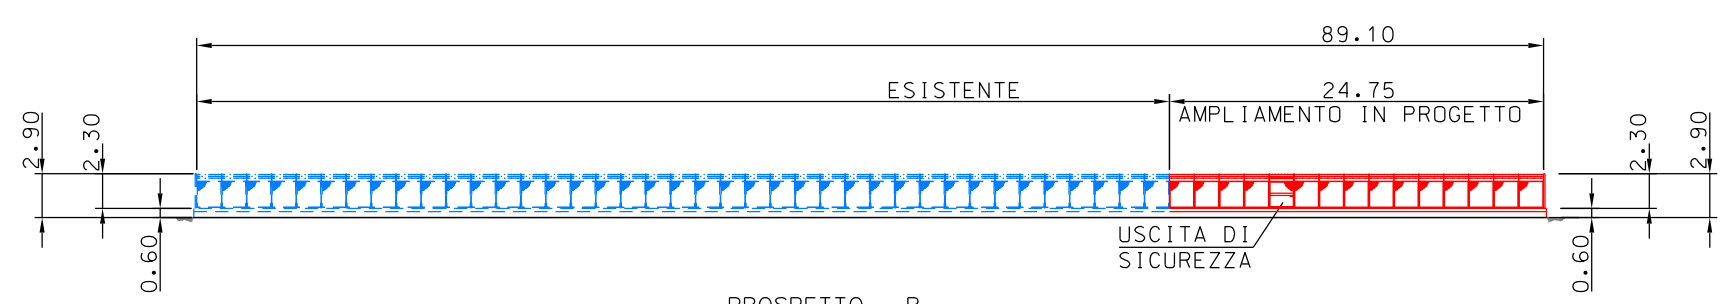 89.10
ESISTENTE
24.75
AMPLIAMENTO IN PROGETTO
2.90
2.30
2.30
2.90
0.60
USCITA DI
SICUREZZA
0.60
PROSPETTO B